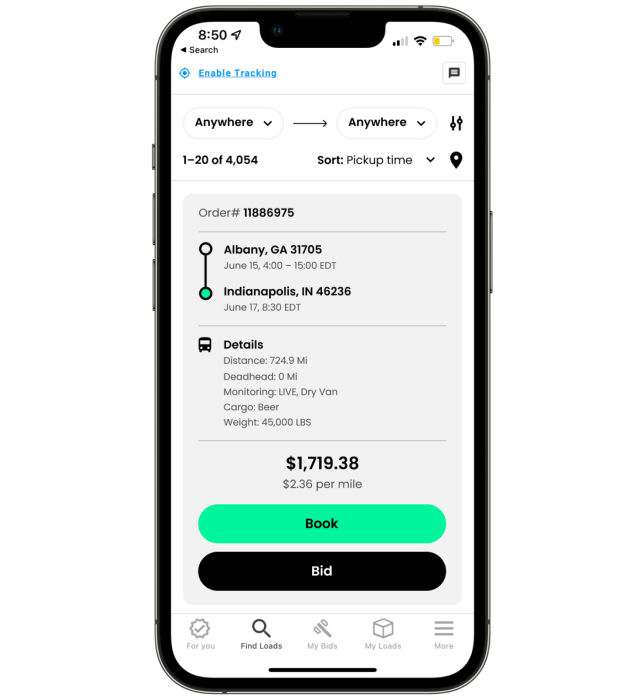 8:50
Search
Enable Tracking
Anywhere
Anywhere
1–20 of 4,054
Sort: Pickup time
Order# 11886975
Albany, GA 31705
June 15, 4:00 – 15:00 EDT
Indianapolis, IN 46236
June 17, 8:30 EDT
Details
Distance: 724.9 Mi
Deadhead: 0 Mi
Monitoring: LIVE, Dry Van
Cargo: Beer
Weight: 45,000 LBS
$1,719.38
$2.36 per mile
Book
Bid
For you
Find Loads
My Bids
My Loads
More